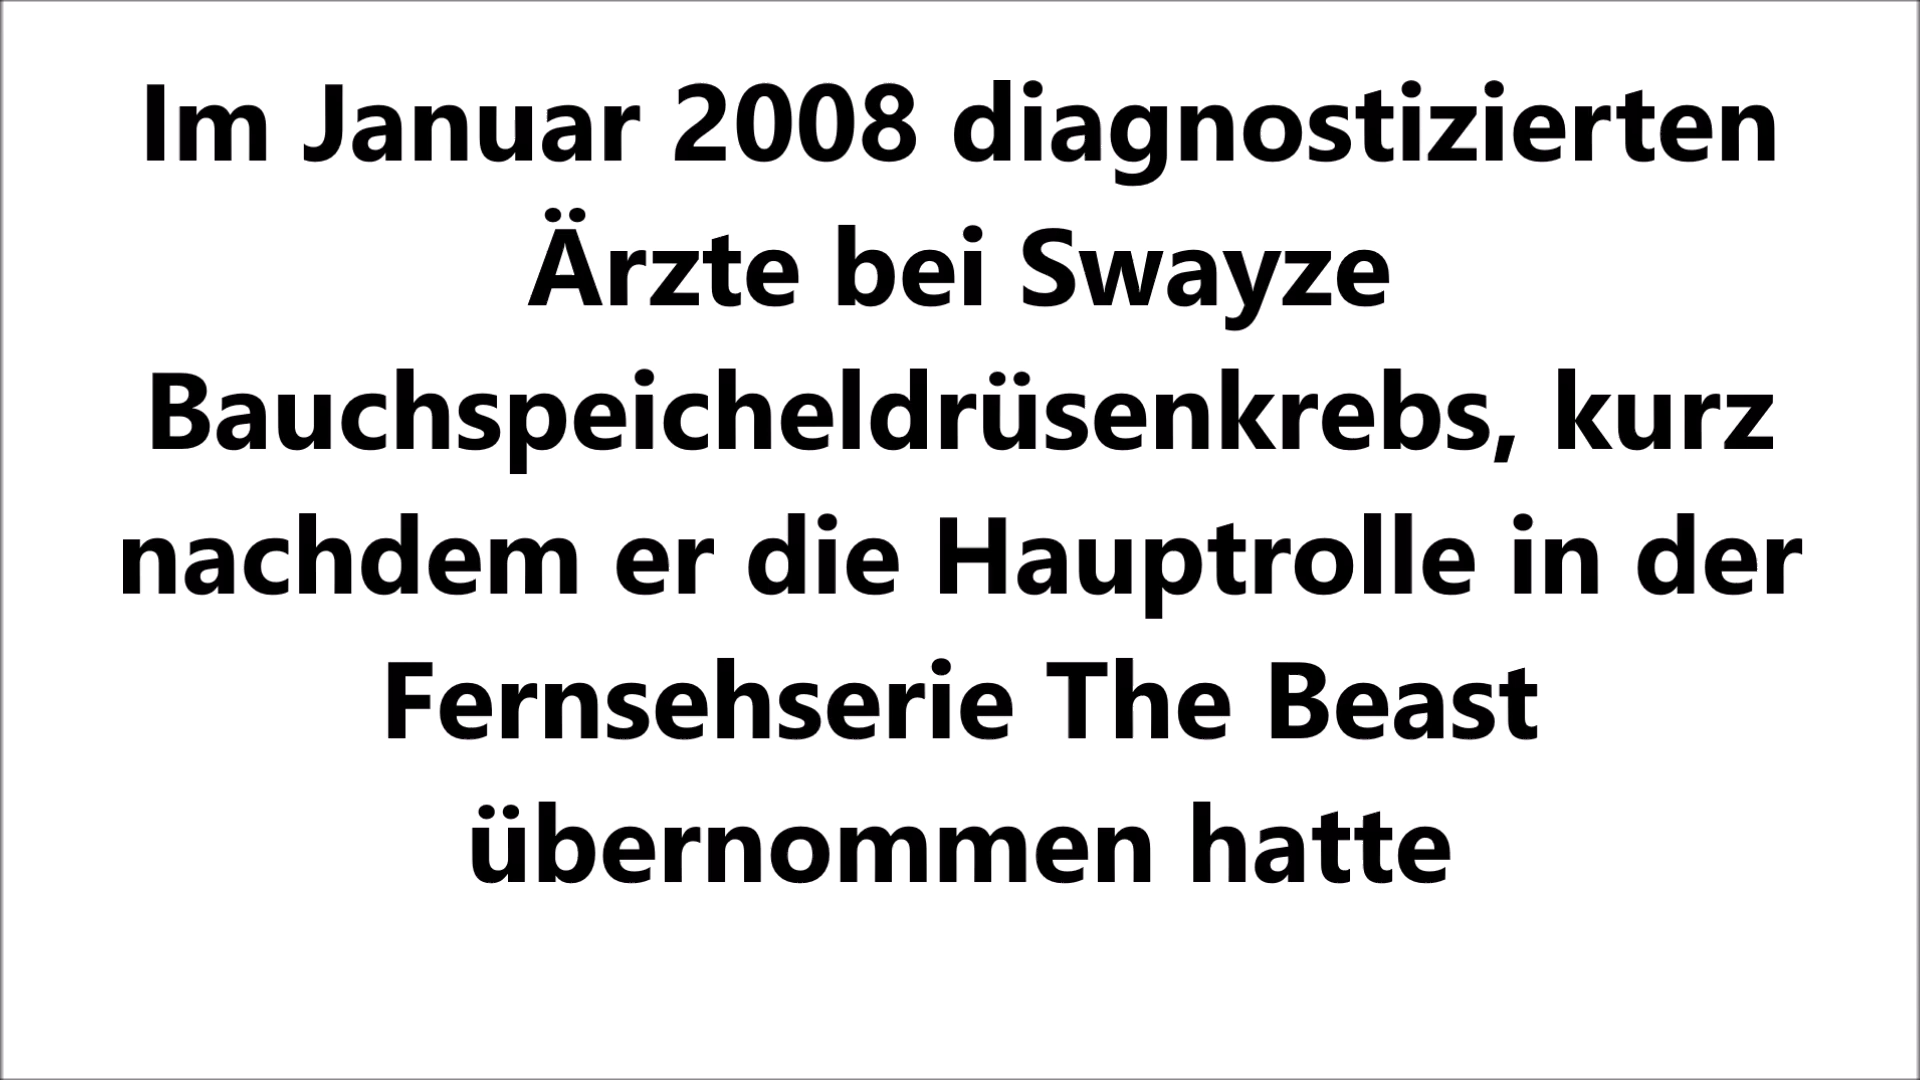 Im Januar 2008 diagnostizierten
Ärzte bei Swayze
Bauchspeicheldrüsenkrebs, kurz
nachdem er die Hauptrolle in der
Fernsehserie The Beast
übernommen hatte